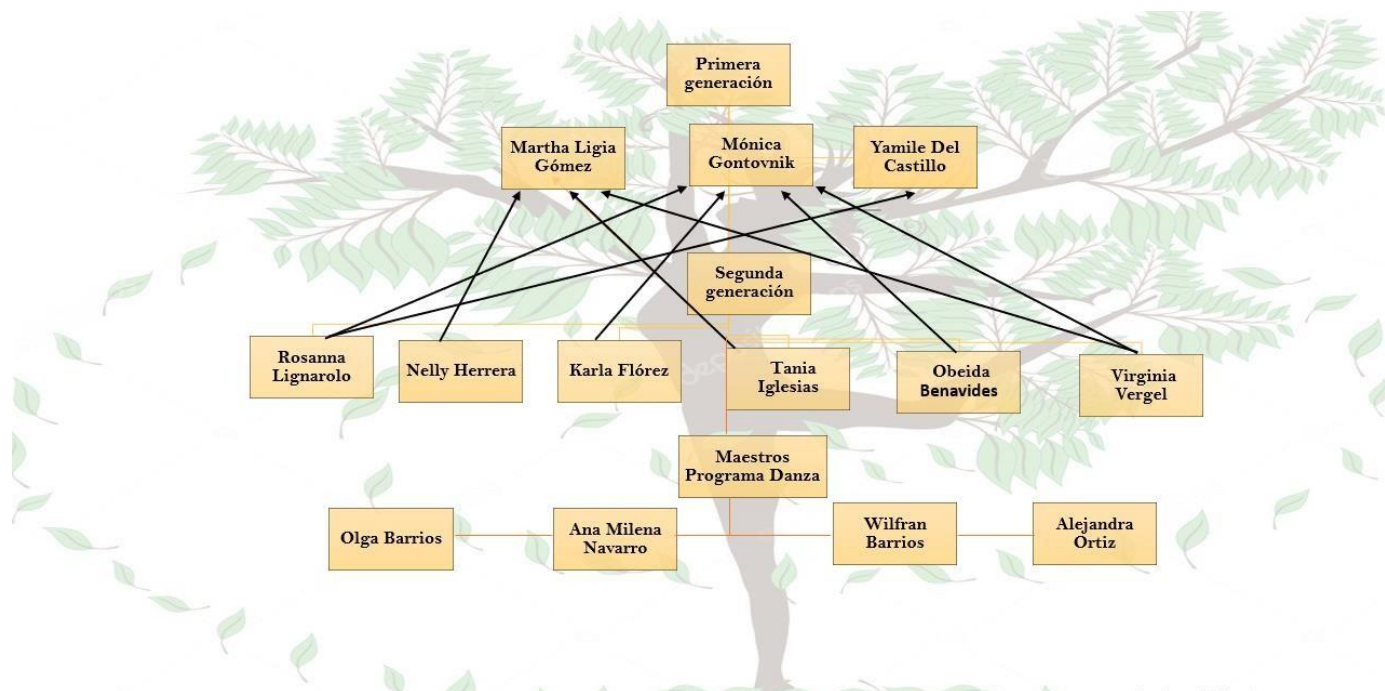 Primera
generación
Martha Ligia
Gómez
Mónica
Gontovnik
Yamile Del
Castillo
Segunda
generación
Rosanna
Lignarolo
Nelly Herrera
Karla Flórez
Tania
Iglesias
Obeida
Benavides
Virginia
Vergel
Maestros
Programa Danza
Olga Barrios
Ana Milena
Navarro
Wilfran
Barrios
Alejandra
Ortiz